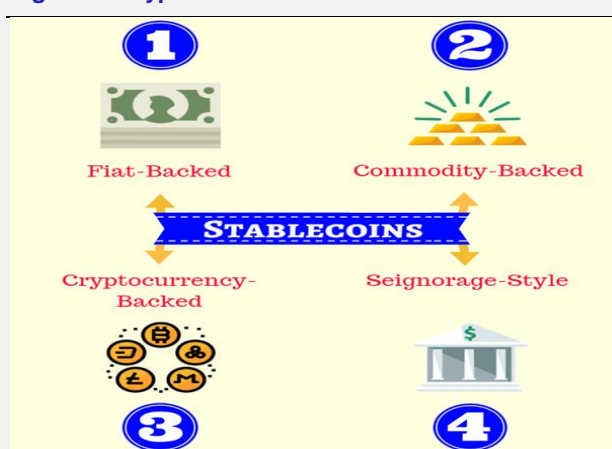 1
2
Fiat-Backed
Commodity-Backed
STABLECOINS
Cryptocurrency-
Backed
Seignorage-Style
$
3
4